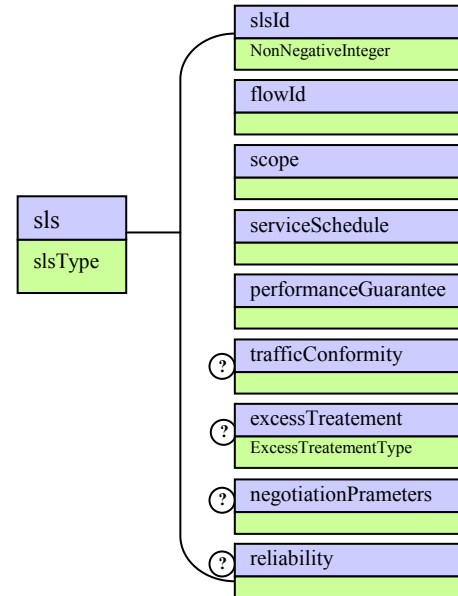 slsId
NonNegativeInteger
flowId
scope
sls
slsType
serviceSchedule
performanceGuarantee
?
trafficConformity
?
excessTreatement
ExcessTreatementType
?
negotiationPrameters
?
reliability